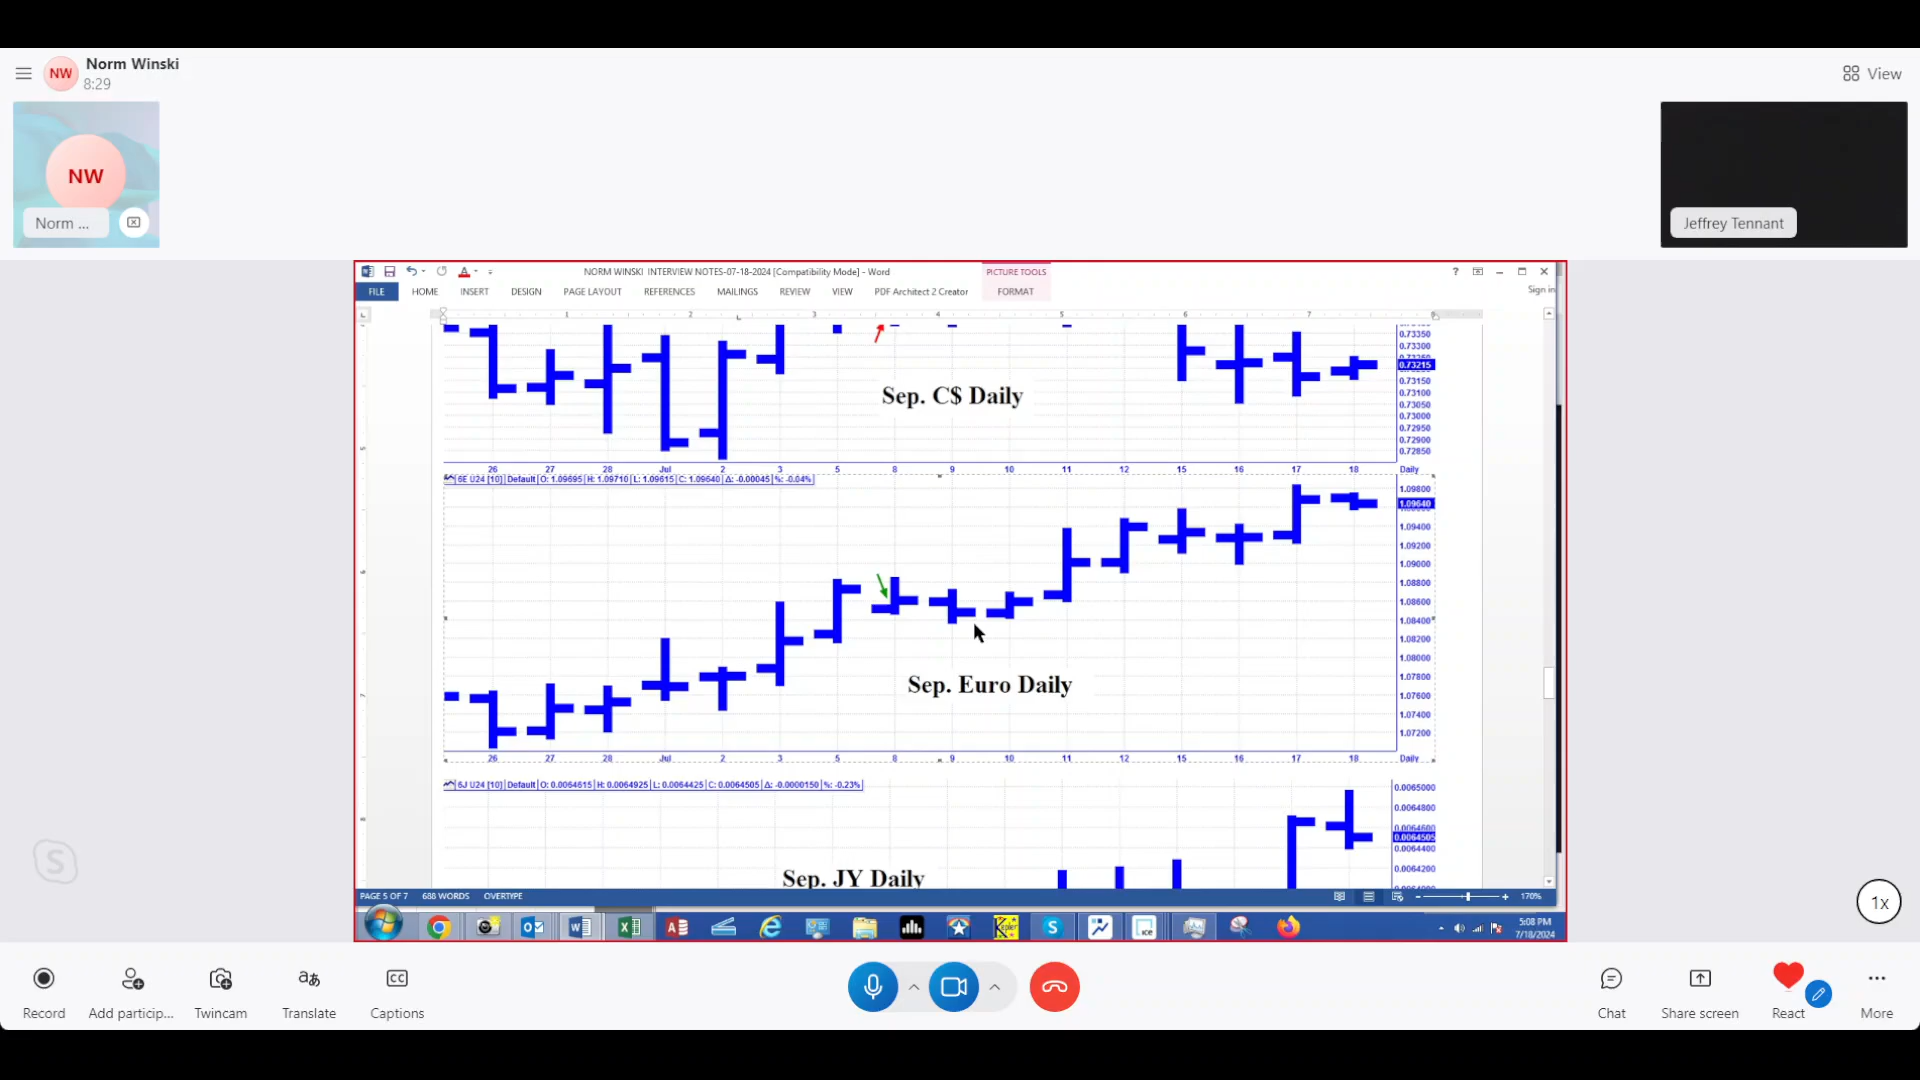 Norm Winski
NW
8:29
View
NW
Norm ...
Jeffrey Tennant
NORM WINSKI  INTERVIEW NOTES-07-18-2024 [Compatibility Mode] - Word
PICTURE TOOLS
Sign in
FILE HOME INSERT DESIGN PAGE LAYOUT REFERENCES MAILINGS REVIEW VIEW PDF Architect 2 Creator FORMAT
1 2 3 4 5 6 7
0.73350
0.73300
0.73215
0.73150
0.73100
0.73050
0.73000
0.72950
0.72900
0.72850
Sep. C$ Daily
26 27 28 Jul 2 3 5 8 9 10 11 12 15 16 17 18 Daily
6E U24 [10] Default O: 1.09695 H: 1.09710 L: 1.09615 C: 1.09640 Δ: -0.00045 %: -0.04%
1.09800
1.09640
1.09400
1.09200
1.09000
1.08800
1.08600
1.08400
1.08200
1.08000
1.07800
1.07600
1.07400
1.07200
Sep. Euro Daily
26 27 28 Jul 2 3 5 8 9 10 11 12 15 16 17 18 Daily
6J U24 [10] Default O: 0.0064615 H: 0.0064925 L: 0.0064425 C: 0.0064505 Δ: -0.0000150 %: -0.23%
0.0065000
0.0064800
0.0064600
0.0064505
0.0064400
0.0064200
Sep. JY Daily
PAGE 5 OF 7 688 WORDS OVERTYPE
170%
5:08 PM
7/18/2024
1x
Record
Add particip...
Twincam
Translate
Captions
Chat
Share screen
React
More